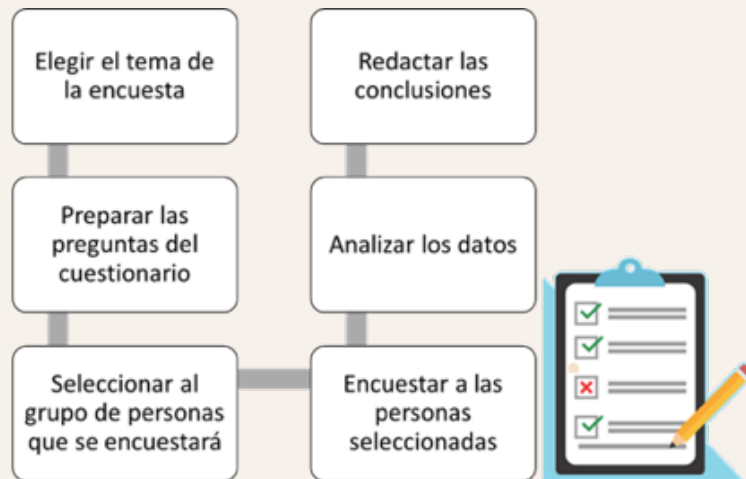 Elegir el tema de
la encuesta
Preparar las
preguntas del
cuestionario
Seleccionar al
grupo de personas
que se encuestará
Encuestar a las
personas
seleccionadas
Analizar los datos
Redactar las
conclusiones